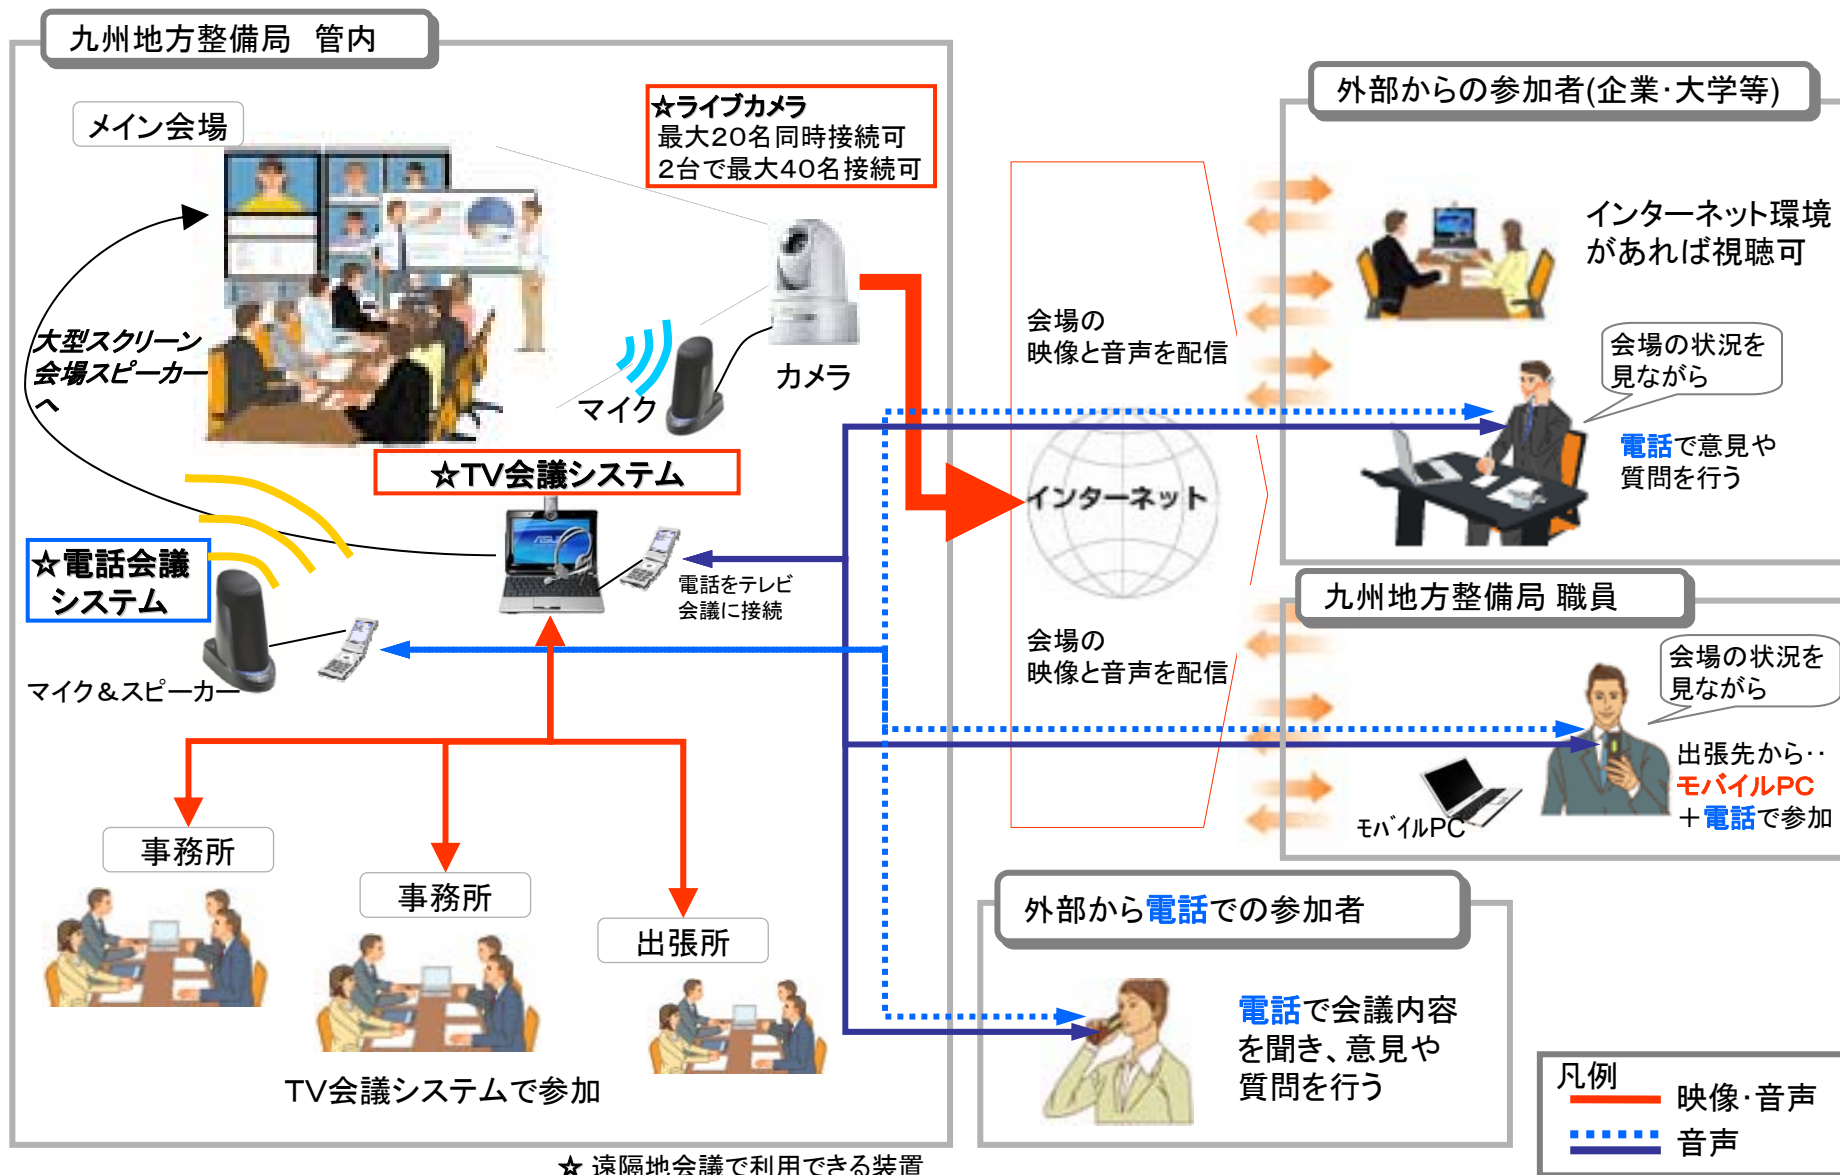 九州地方整備局　管内
メイン会場
☆ライブカメラ
最大20名同時接続可
2台で最大40名接続可
大型スクリーン
会場スピーカー
へ
マイク
カメラ
☆TV会議システム
☆電話会議
システム
マイク＆スピーカー
電話をテレビ
会議に接続
事務所
事務所
出張所
TV会議システムで参加
☆ 遠隔地会議で利用できる装置
会場の
映像と音声を配信
インターネット
会場の
映像と音声を配信
外部からの参加者(企業･大学等)
インターネット環境
があれば視聴可
会場の状況を
見ながら
電話で意見や
質問を行う
九州地方整備局 職員
会場の状況を
見ながら
出張先から‥
モバイルPC
＋電話で参加
ﾓﾊﾞｲﾙPC
外部から電話での参加者
電話で会議内容
を聞き、意見や
質問を行う
凡例
映像･音声
音声